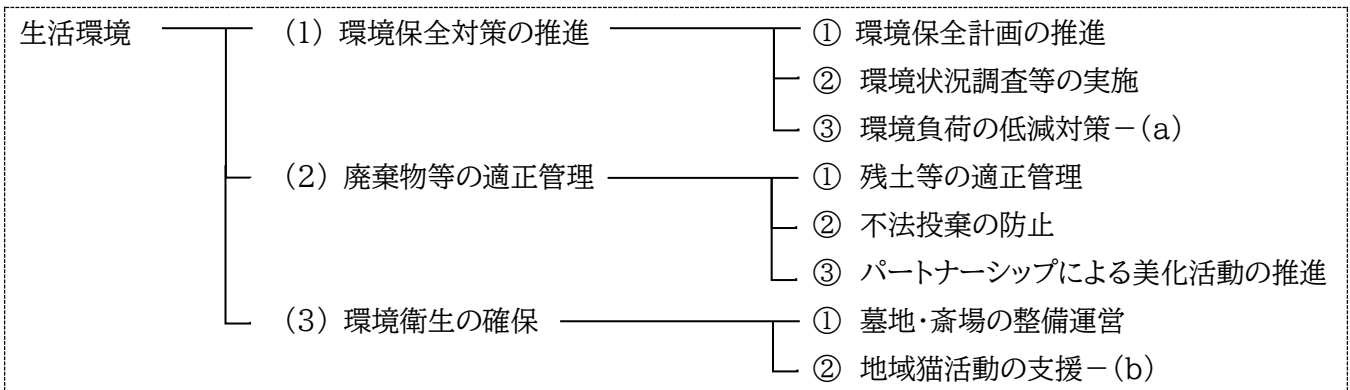 生活環境 (1) 環境保全対策の推進 ① 環境保全計画の推進
② 環境状況調査等の実施
③ 環境負荷の低減対策－(a)
(2) 廃棄物等の適正管理 ① 残土等の適正管理
② 不法投棄の防止
③ パートナーシップによる美化活動の推進
(3) 環境衛生の確保 ① 墓地・斎場の整備運営
② 地域猫活動の支援－(b)